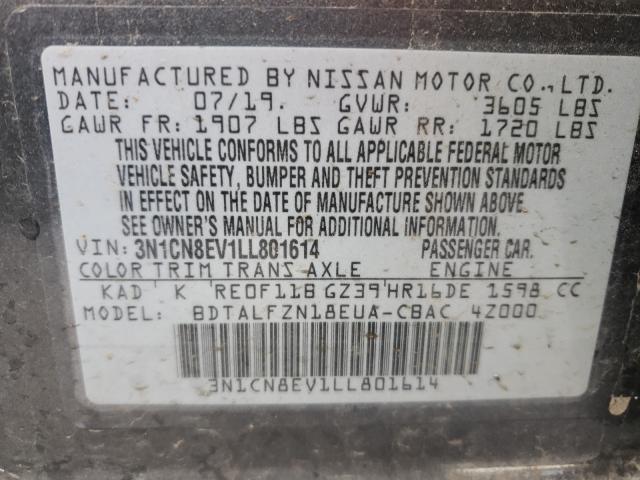 MANUFACTURED BY NISSAN MOTOR CO., LTD.
DATE: 07/19. GVWR: 3605 LBS
GAWR FR: 1907 LBS GAWR RR: 1720 LBS
THIS VEHICLE CONFORMS TO ALL APPLICABLE FEDERAL MOTOR
VEHICLE SAFETY, BUMPER AND THEFT PREVENTION STANDARDS
IN EFFECT ON THE DATE OF MANUFACTURE SHOWN ABOVE.
SEE OWNER'S MANUAL FOR ADDITIONAL INFORMATION.
VIN: 3N1CN8EV1LL801614 PASSENGER CAR.
COLOR TRIM TRANS AXLE ENGINE
KAD K RE0F11B GZ39 HR16DE 1598 CC
MODEL: BDTALFZN18EUA-CBAC 4Z000
3N1CN8EV1LL801614